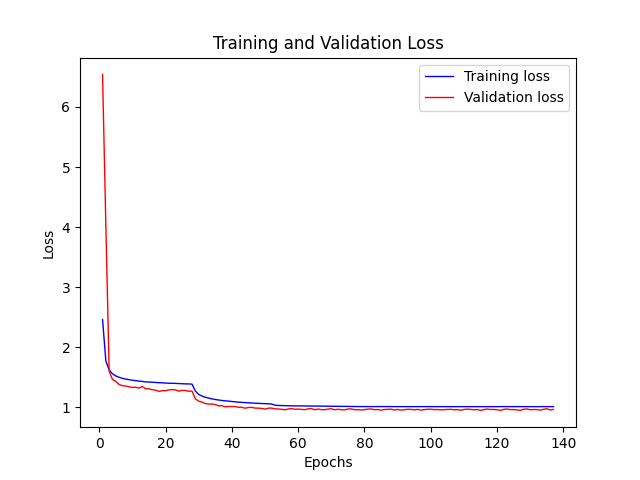 Training and Validation Loss
Training loss
Validation loss
6
5
4
3
2
1
Loss
0 20 40 60 80 100 120 140
Epochs